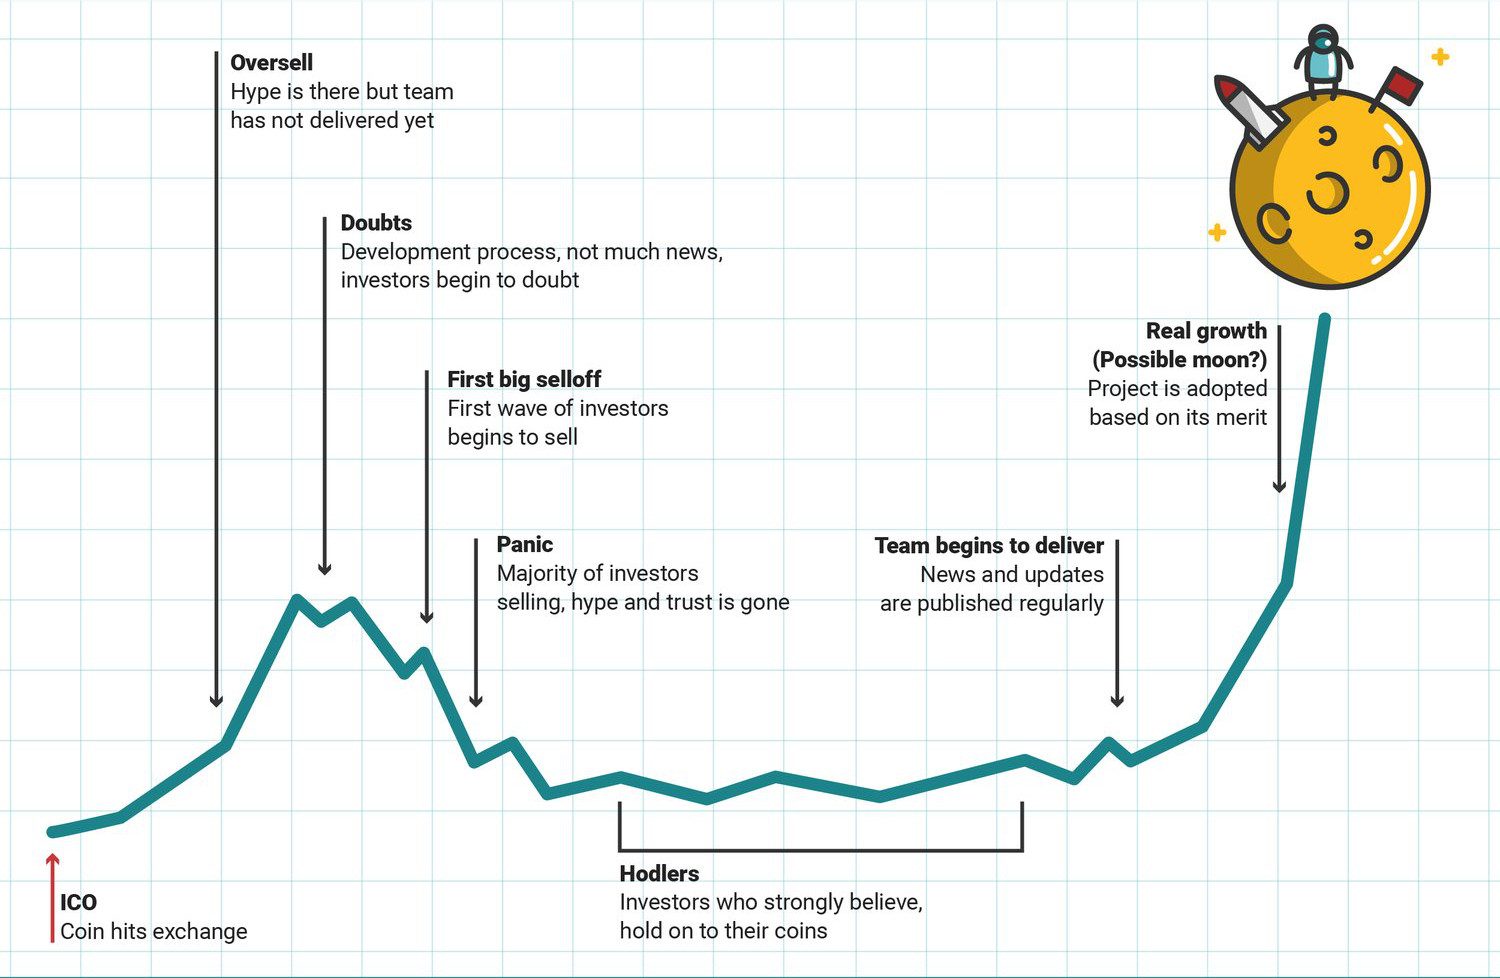 Oversell
Hype is there but team
has not delivered yet
Doubts
Development process, not much news,
investors begin to doubt
First big selloff
First wave of investors
begins to sell
Panic
Majority of investors
selling, hype and trust is gone
Real growth
(Possible moon?)
Project is adopted
based on its merit
Team begins to deliver
News and updates
are published regularly
Hodlers
Investors who strongly believe,
hold on to their coins
ICO
Coin hits exchange